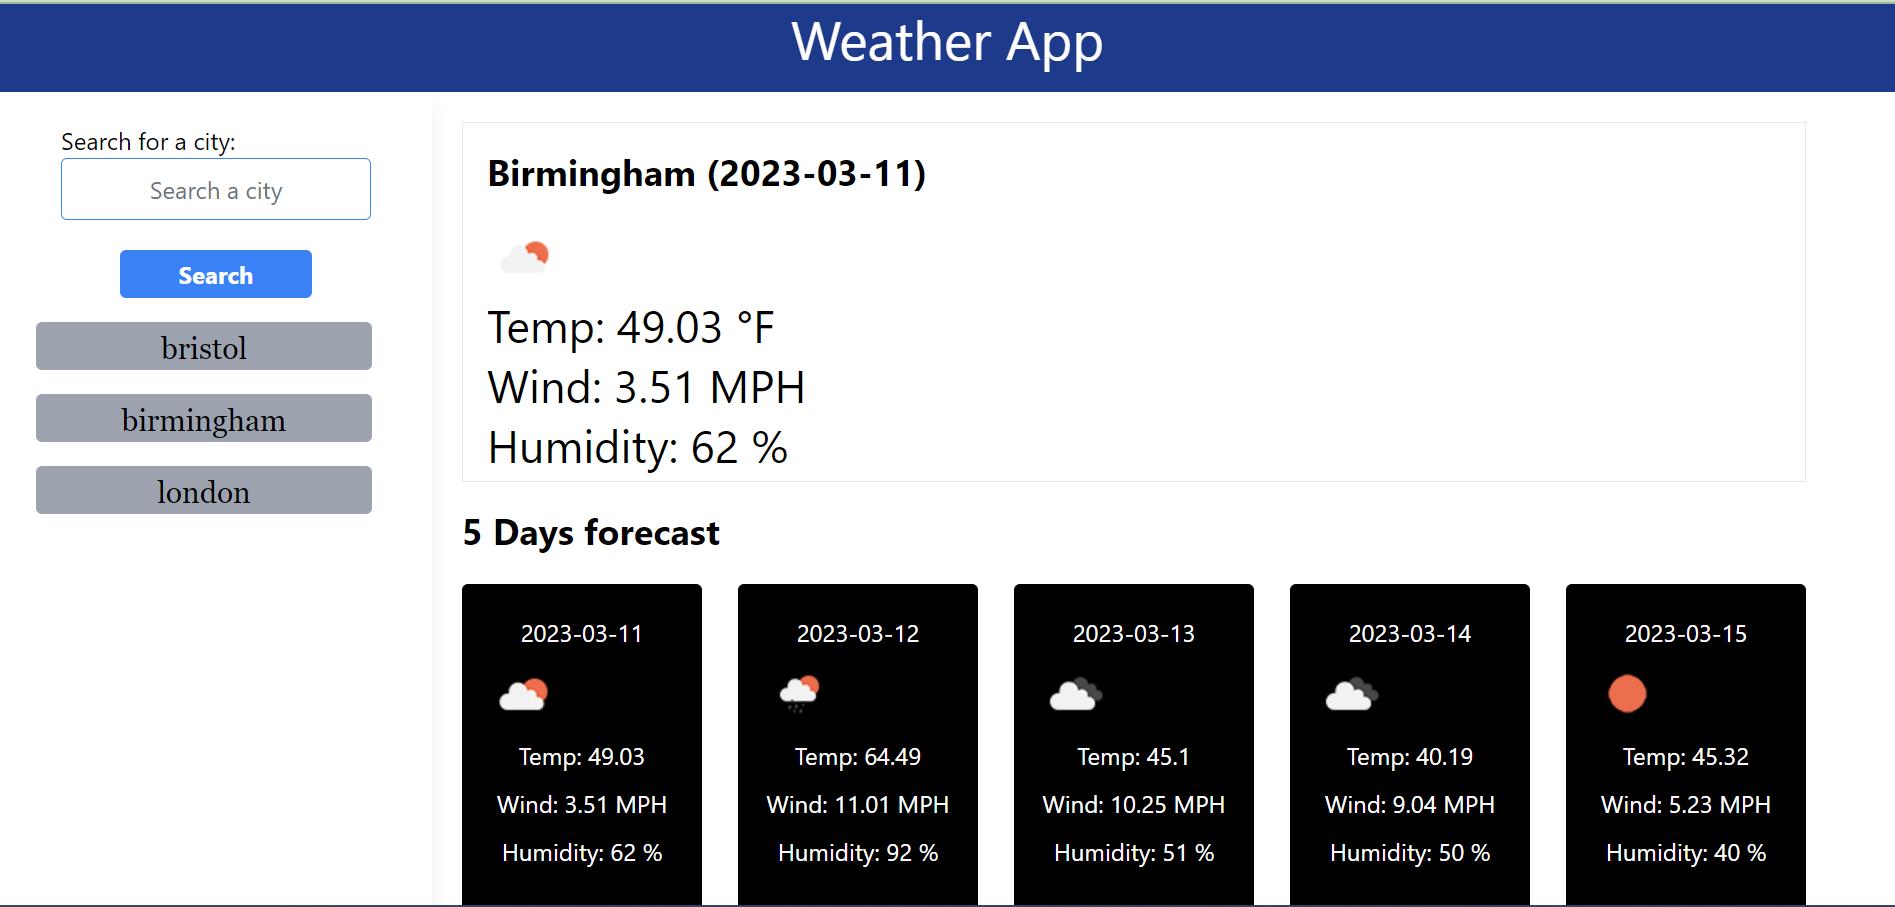 Weather App
Search for a city:
Search a city
Search
bristol
birmingham
london
Birmingham (2023-03-11)
Temp: 49.03 °F
Wind: 3.51 MPH
Humidity: 62 %
5 Days forecast
2023-03-11
Temp: 49.03
Wind: 3.51 MPH
Humidity: 62 %
2023-03-12
Temp: 64.49
Wind: 11.01 MPH
Humidity: 92 %
2023-03-13
Temp: 45.1
Wind: 10.25 MPH
Humidity: 51 %
2023-03-14
Temp: 40.19
Wind: 9.04 MPH
Humidity: 50 %
2023-03-15
Temp: 45.32
Wind: 5.23 MPH
Humidity: 40 %